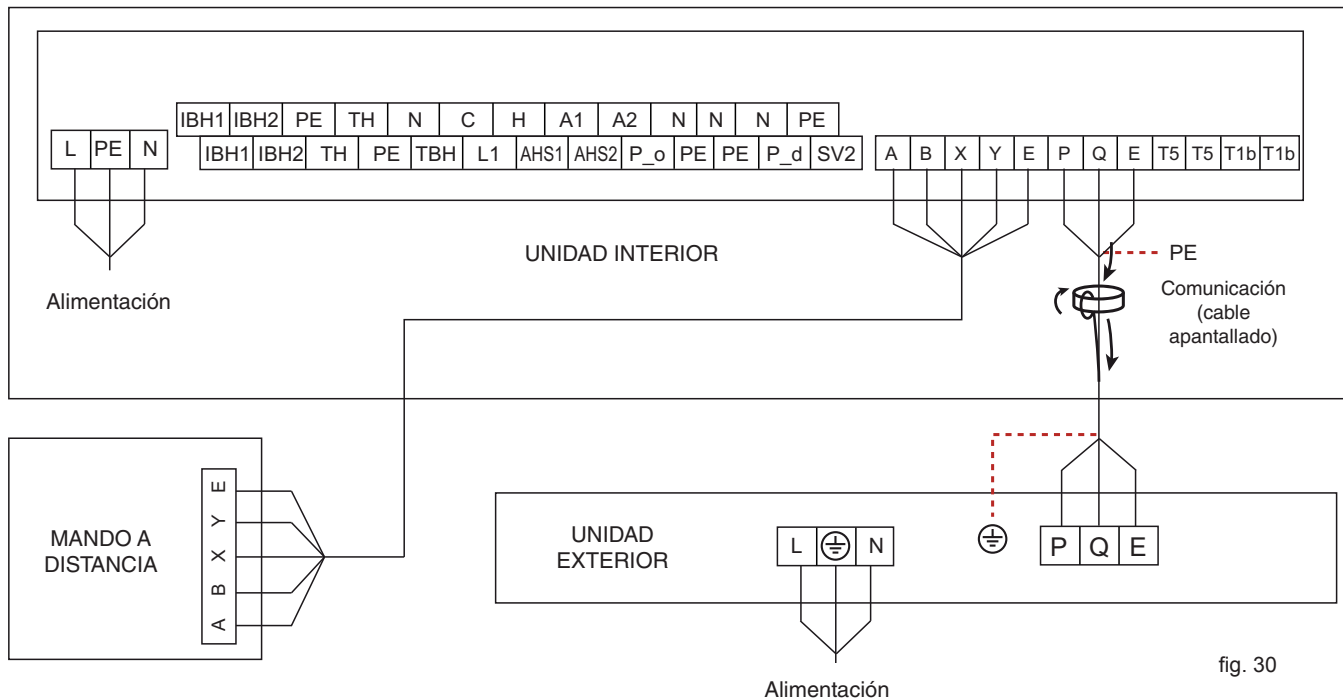 IBH1 IBH2 PE TH N C H A1 A2 N N N PE
L PE N
IBH1 IBH2 TH PE TBH L1 AHS1 AHS2 P_o PE PE P_d SV2
A B X Y E P Q E T5 T5 T1b T1b
UNIDAD INTERIOR
PE
Alimentación
Comunicación
(cable
apantallado)
MANDO A
DISTANCIA
A B X Y E
UNIDAD
EXTERIOR
L N
P Q E
Alimentación
fig. 30